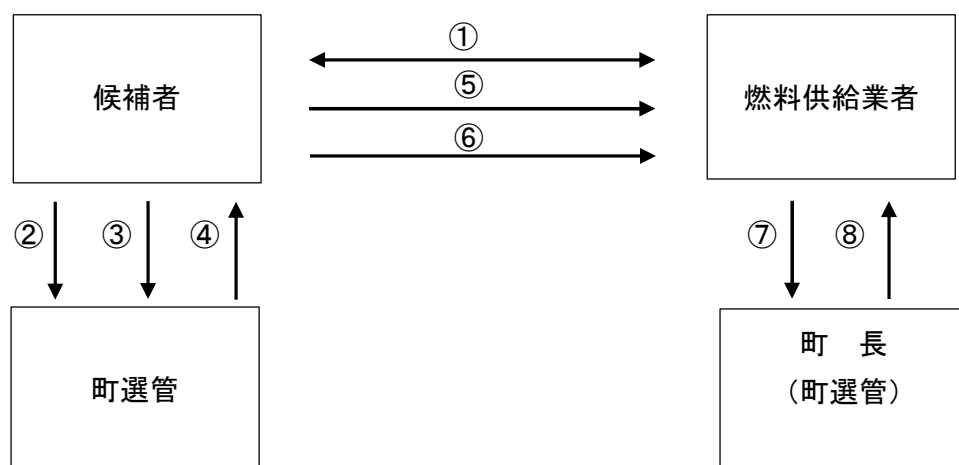 ①
候補者
⑤
燃料供給業者
⑥
②
③
④
⑦
⑧
町選管
町　長
（町選管）